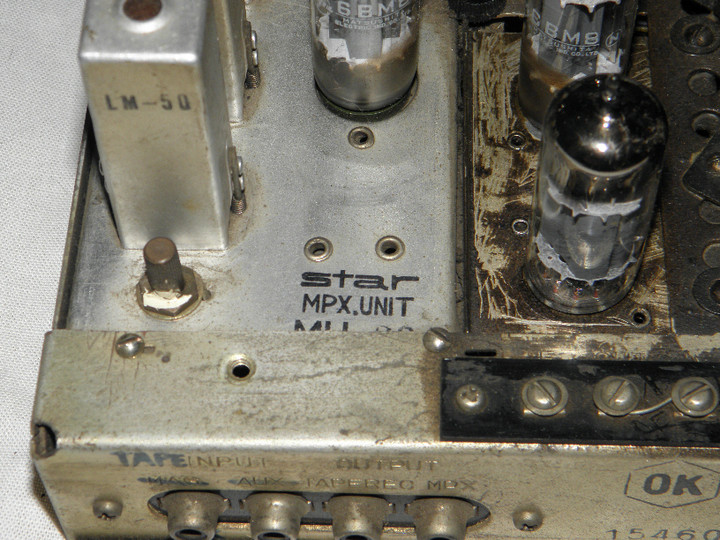 6BM8
6BM8
LM-50
star
MPX.UNIT
TAPE INPUT OUTPUT
MAG AUX TAPEREC MPX
OK
15460